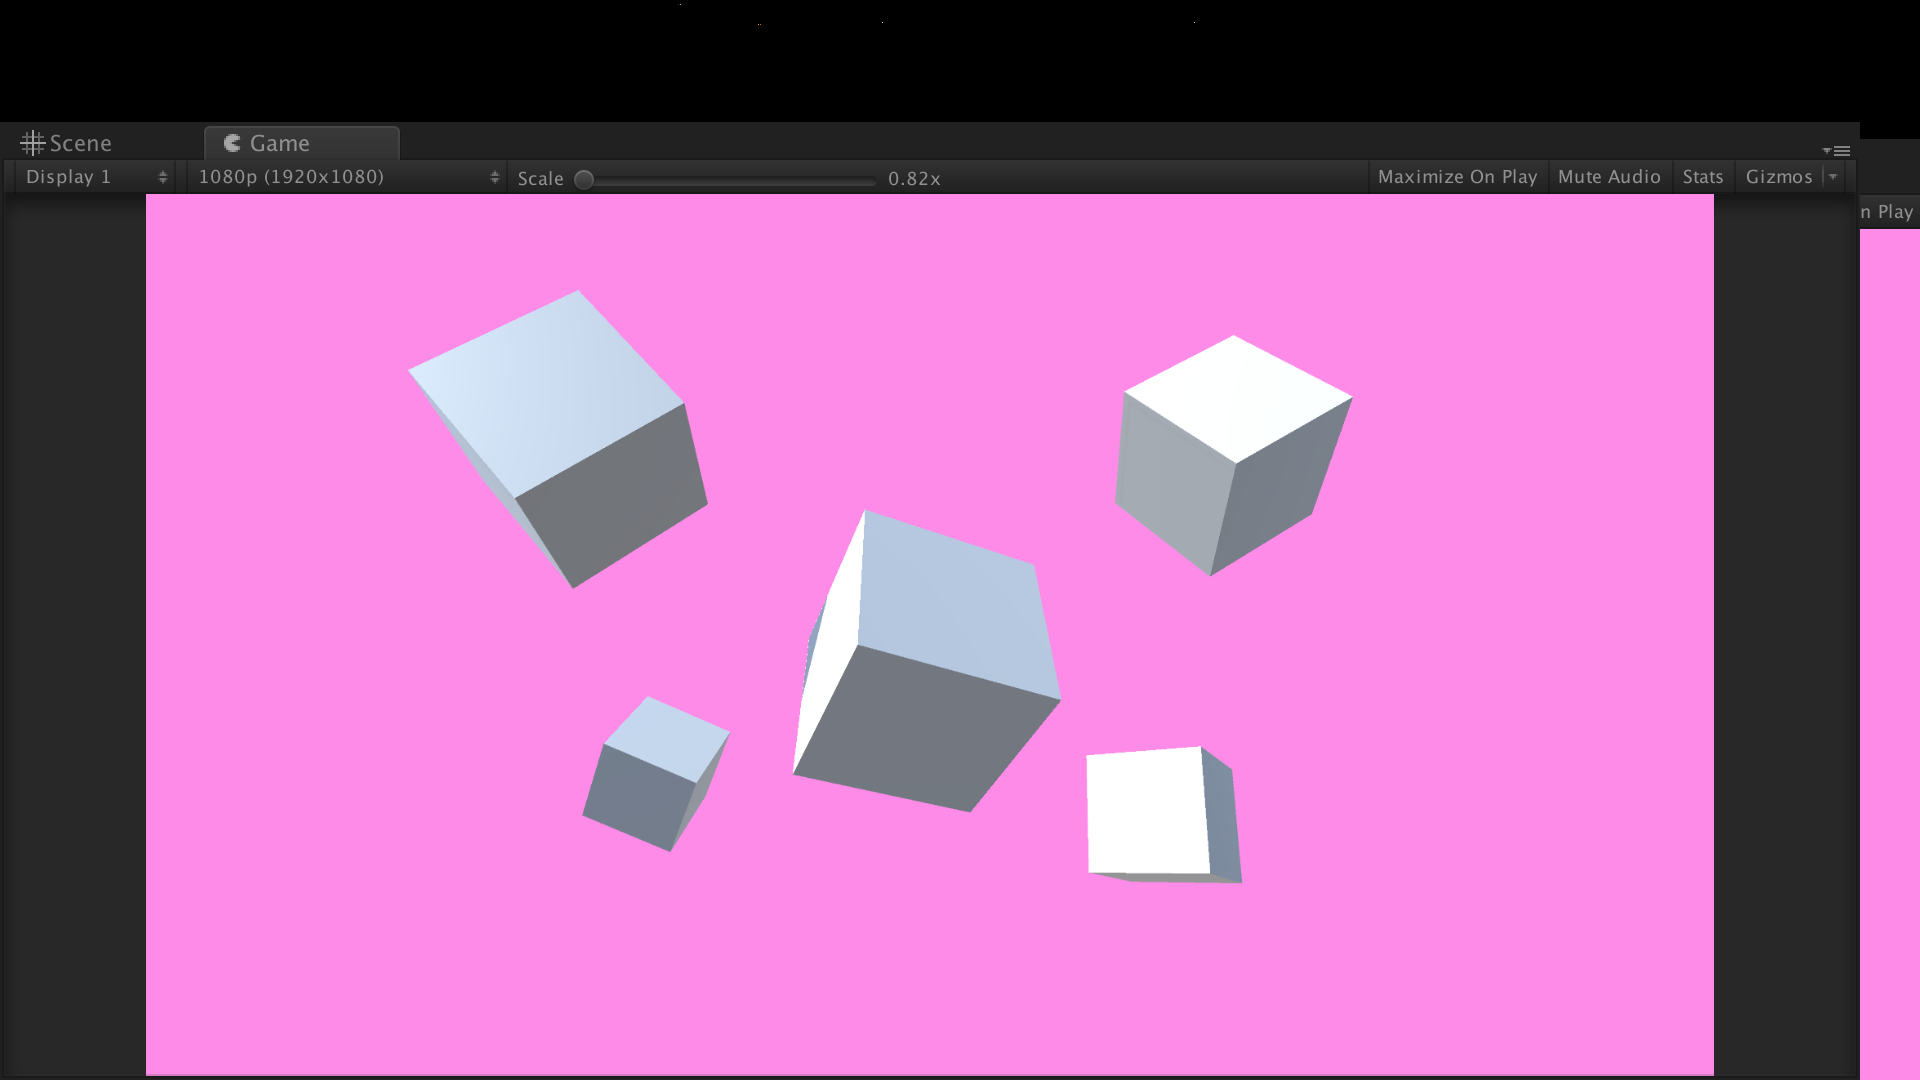 Scene
Game
Display 1
1080p (1920x1080)
Scale
0.82x
Maximize On Play
Mute Audio
Stats
Gizmos
n Play